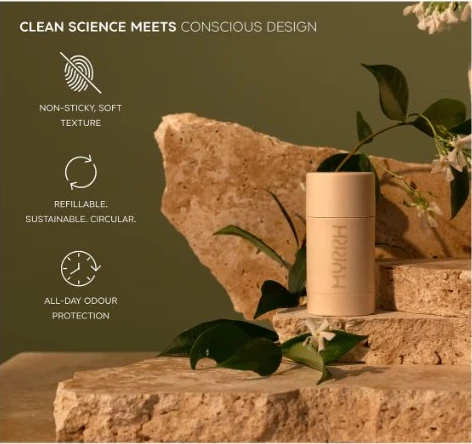 CLEAN SCIENCE MEETS CONSCIOUS DESIGN
NON-STICKY, SOFT
TEXTURE
REFILLABLE.
SUSTAINABLE. CIRCULAR.
ALL-DAY ODOUR
PROTECTION
MYRRH